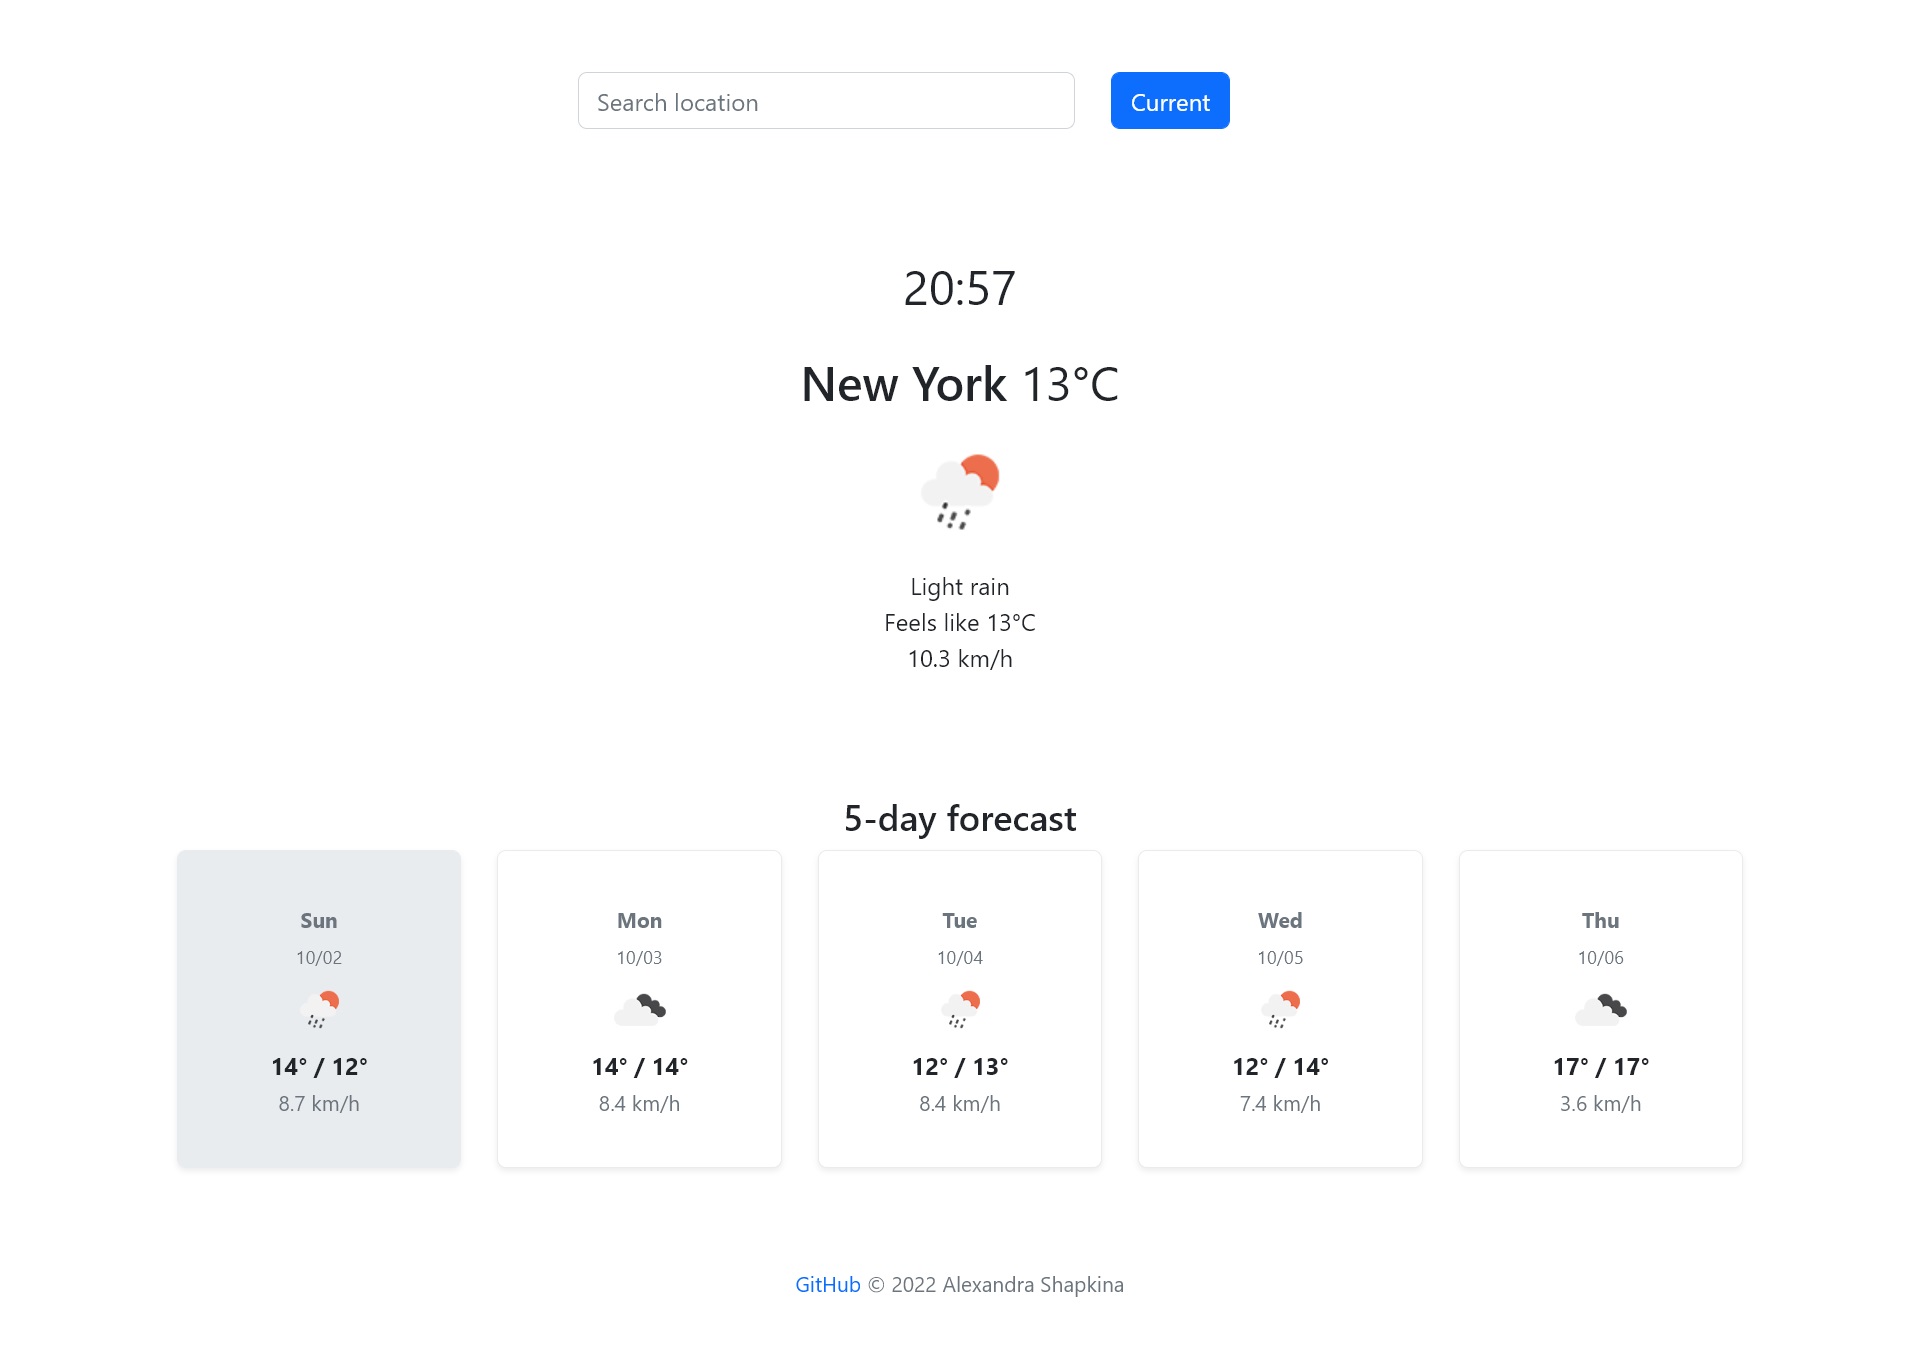 Search location
Current
20:57
New York 13°C
Light rain
Feels like 13°C
10.3 km/h
5-day forecast
Sun
10/02
14° / 12°
8.7 km/h
Mon
10/03
14° / 14°
8.4 km/h
Tue
10/04
12° / 13°
8.4 km/h
Wed
10/05
12° / 14°
7.4 km/h
Thu
10/06
17° / 17°
3.6 km/h
GitHub © 2022 Alexandra Shapkina